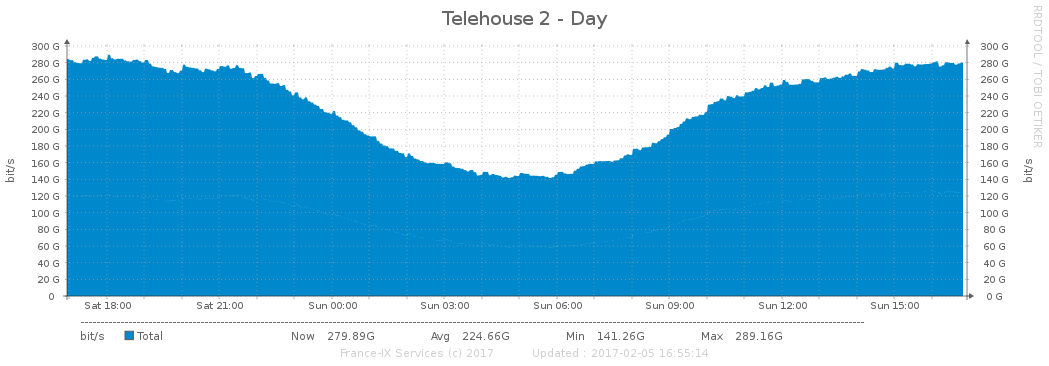 Telehouse 2 - Day
RRDTOOL / TOBI OETIKER
300 G 300 G
280 G 280 G
260 G 260 G
240 G 240 G
220 G 220 G
200 G 200 G
180 G 180 G
160 G 160 G
140 G 140 G
120 G 120 G
100 G 100 G
80 G 80 G
60 G 60 G
40 G 40 G
20 G 20 G
0 0 G
bit/s bit/s
Sat 18:00 Sat 21:00 Sun 00:00 Sun 03:00 Sun 06:00 Sun 09:00 Sun 12:00 Sun 15:00
bit/s Total Now 279.89G Avg 224.66G Min 141.26G Max 289.16G
France-IX Services (c) 2017 Updated : 2017-02-05 16:55:14